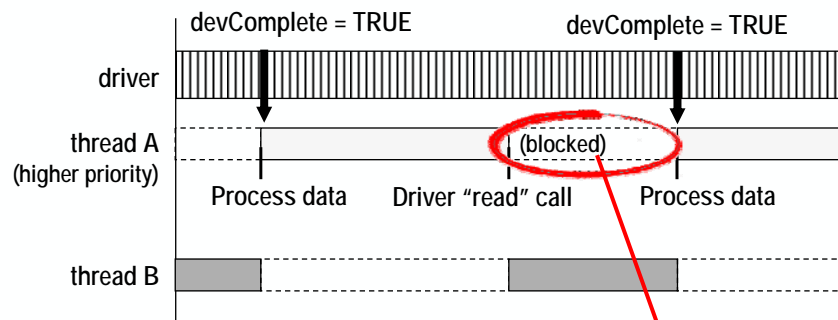 devComplete = TRUE
devComplete = TRUE
driver
thread A
(higher priority)
(blocked)
Process data
Driver “read” call
Process data
thread B